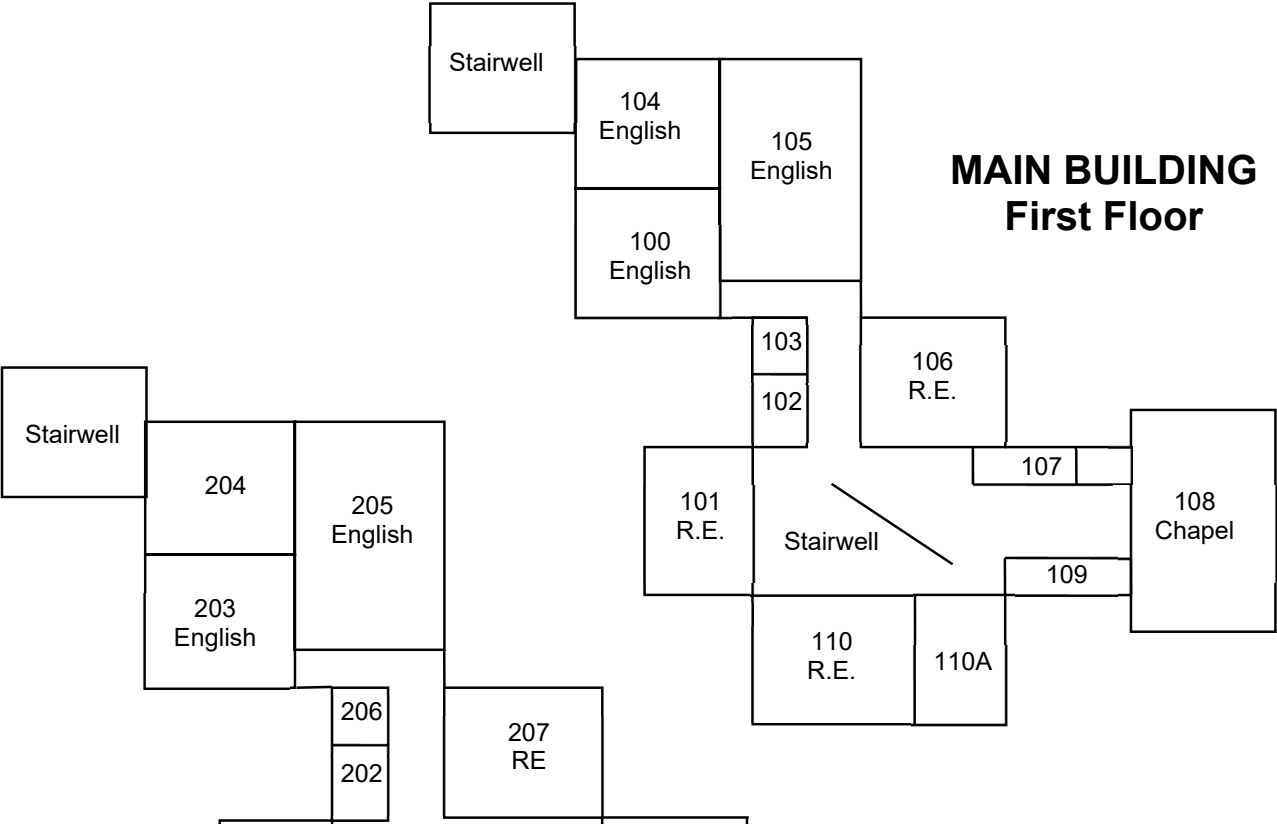 Stairwell
104
English
105
English
MAIN BUILDING
First Floor
100
English
103
102
106
R.E.
107
108
Chapel
101
R.E.
Stairwell
109
110
R.E.
110A
Stairwell
204
205
English
203
English
206
202
207
RE